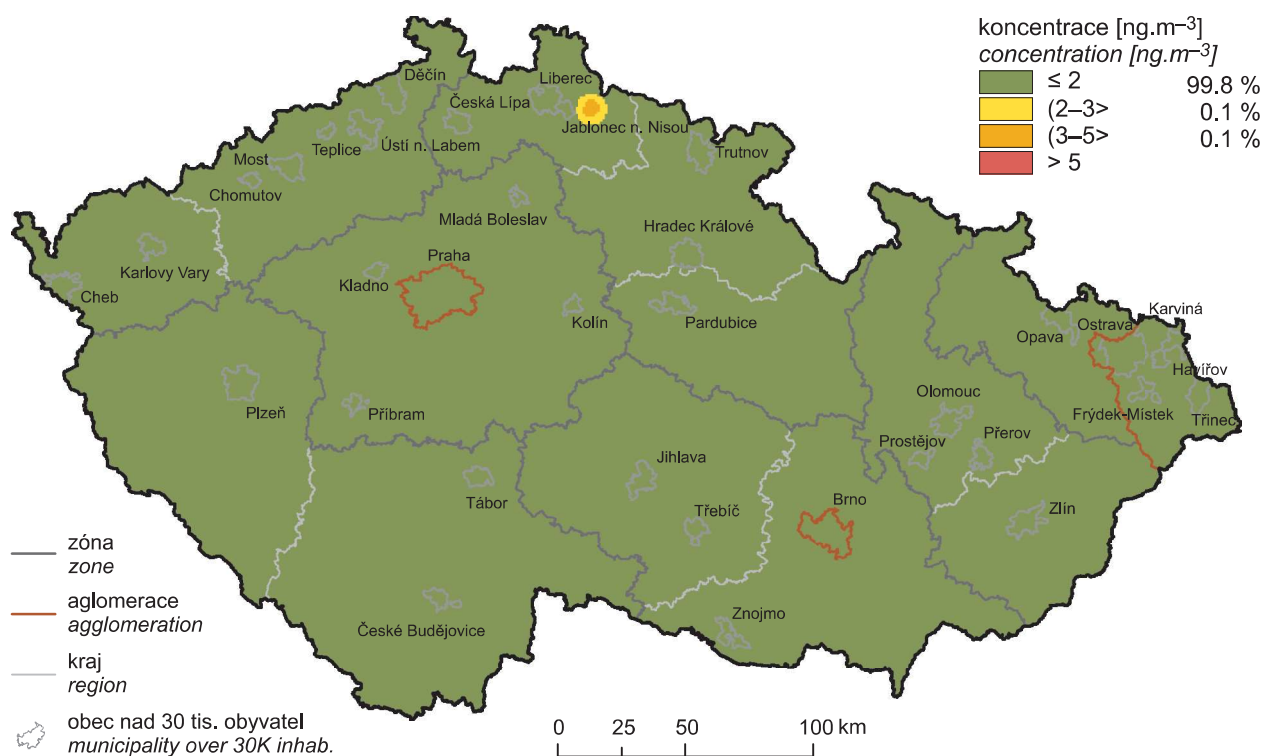 koncentrace [ng.m–3]
concentration [ng.m–3]
≤ 2 99.8 %
(2–3> 0.1 %
(3–5> 0.1 %
> 5
Děčín
Liberec
Česká Lípa
Jablonec n. Nisou
Ústí n. Labem
Teplice
Most
Chomutov
Trutnov
Mladá Boleslav
Hradec Králové
Karlovy Vary
Praha
Kladno
Cheb
Kolín
Pardubice
Karviná
Ostrava
Opava
Havířov
Plzeň
Příbram
Olomouc
Frýdek-Místek
Třinec
Prostějov
Přerov
Jihlava
Tábor
Třebíč
Brno
Zlín
Znojmo
České Budějovice
zóna
zone
aglomerace
agglomeration
kraj
region
obec nad 30 tis. obyvatel
municipality over 30K inhab.
0 25 50 100 km